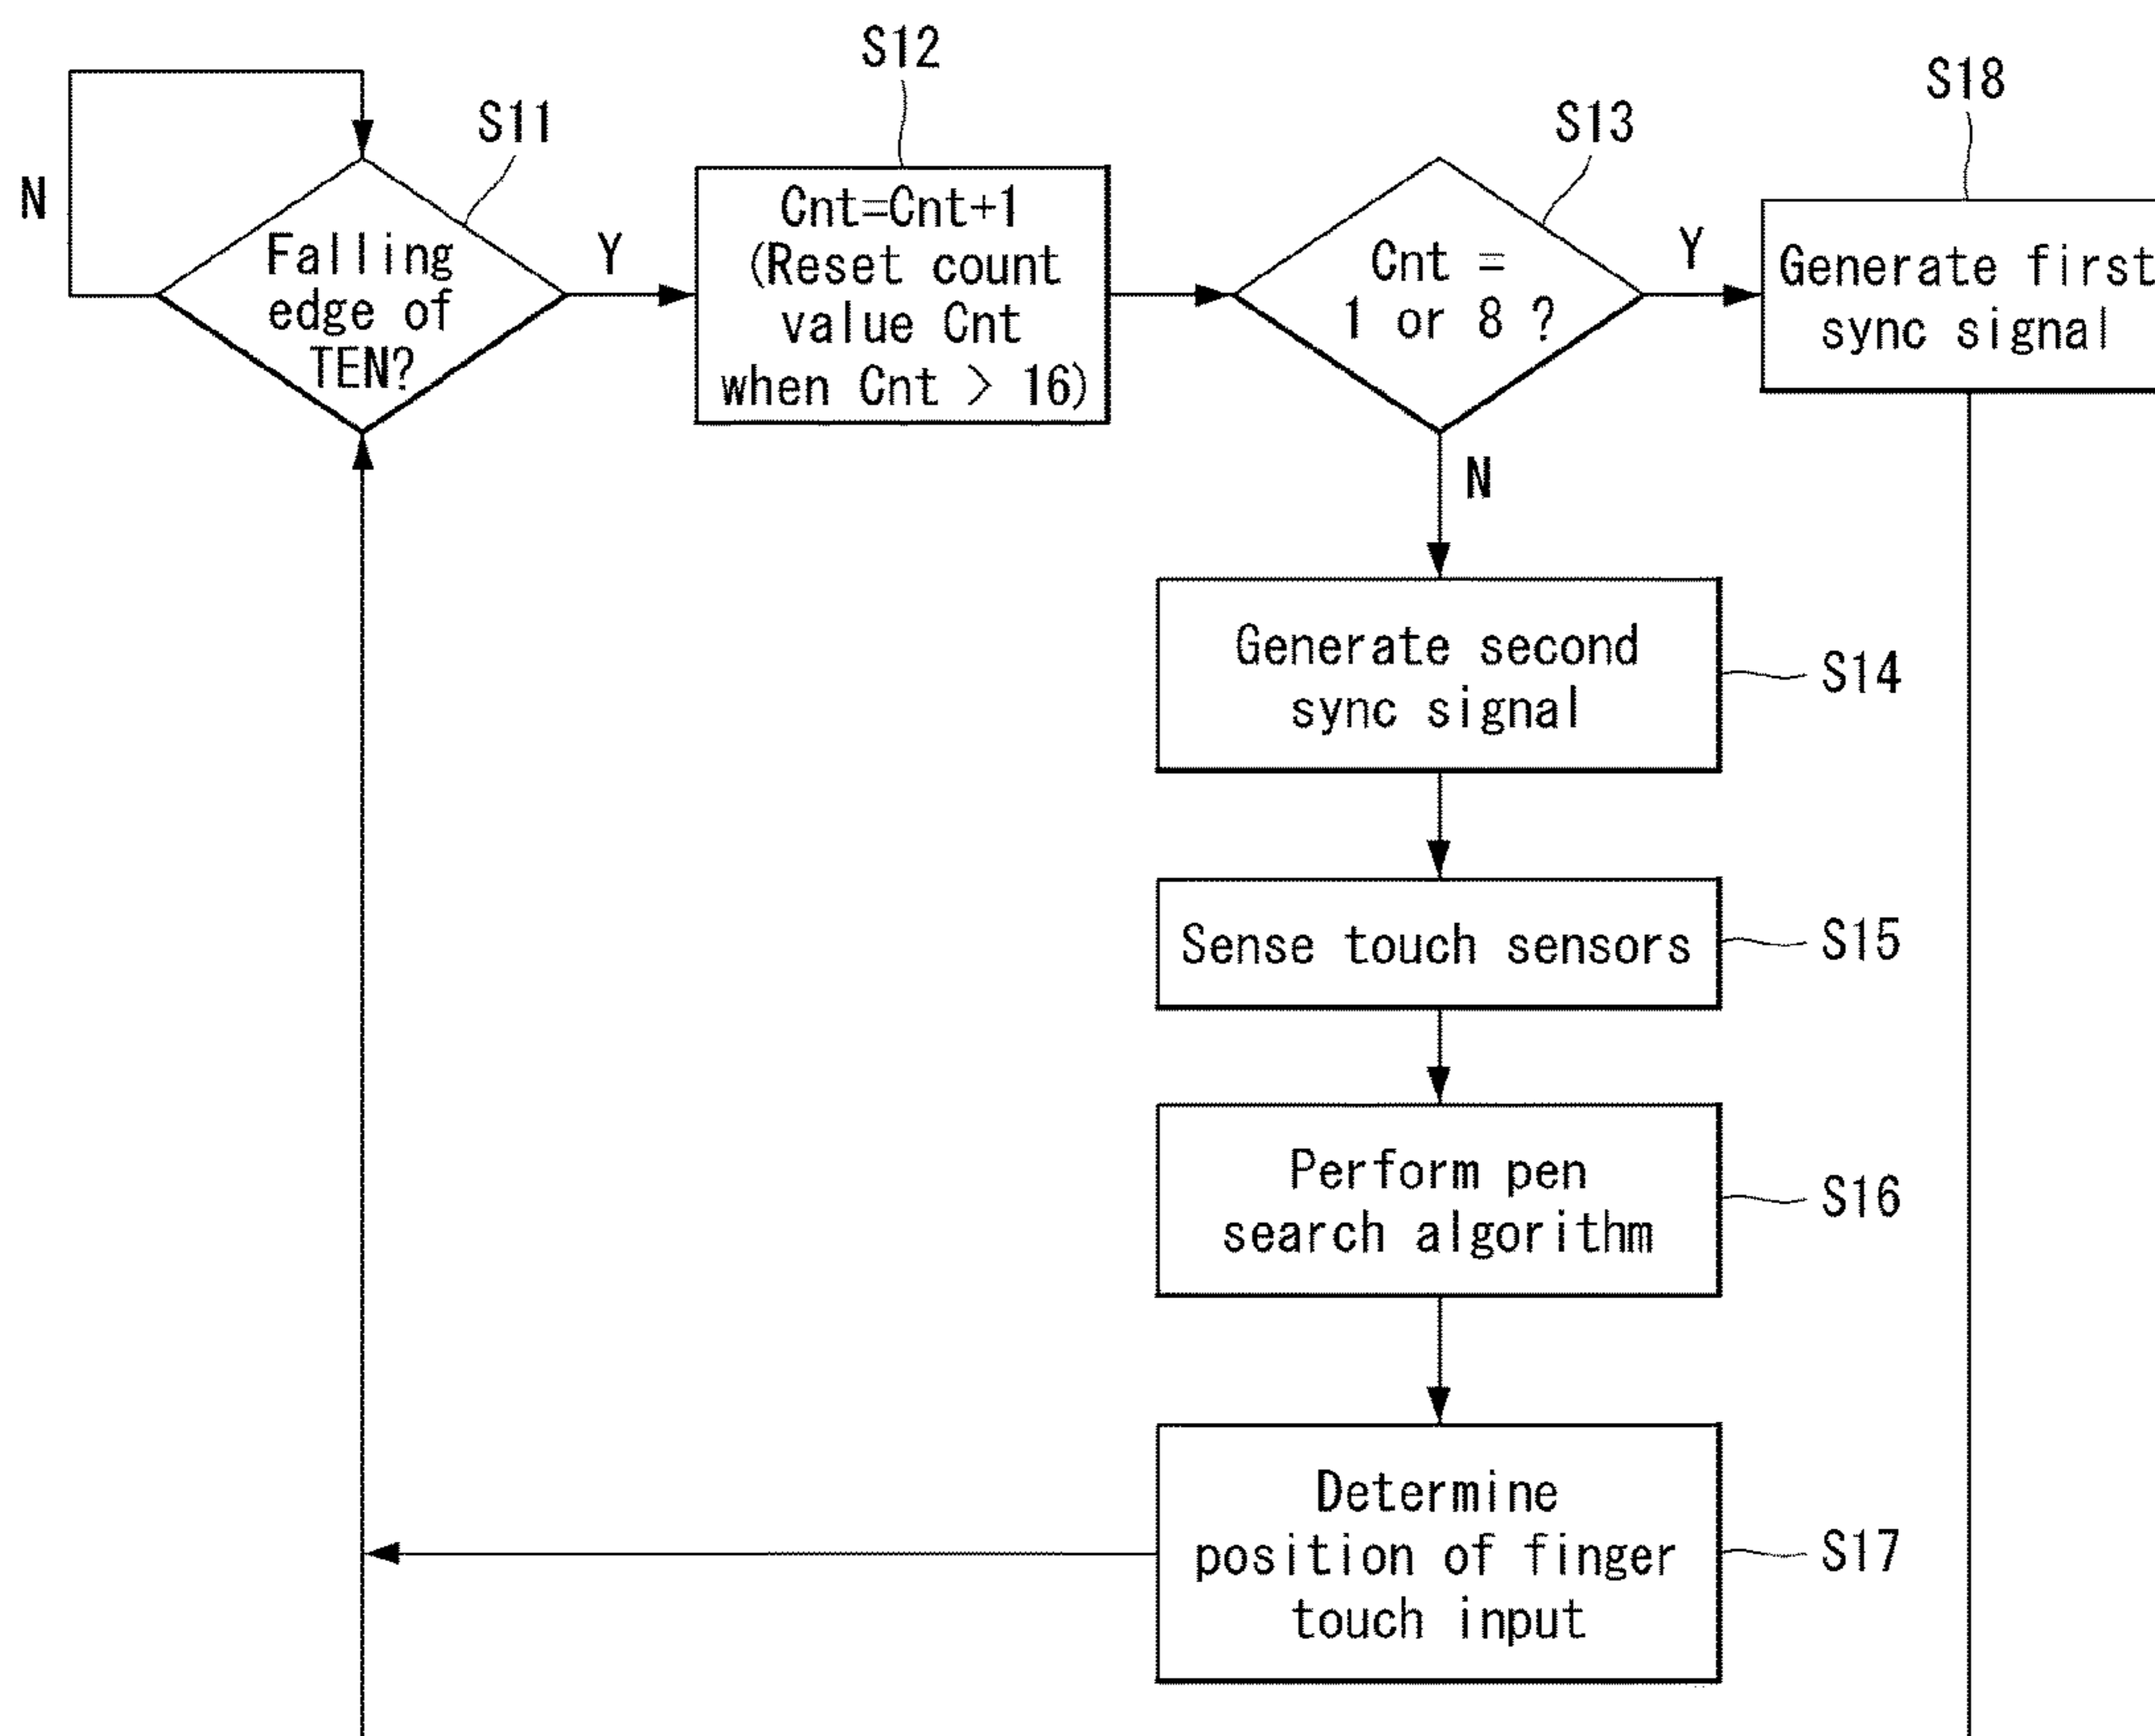 S12
S18
S11
S13
N
Falling
edge of
TEN?
Y
Cnt=Cnt+1
(Reset count
value Cnt
when Cnt > 16)
Cnt =
1 or 8 ?
Y
Generate first
sync signal
N
Generate second
sync signal
S14
Sense touch sensors
S15
Perform pen
search algorithm
S16
Determine
position of finger
touch input
S17